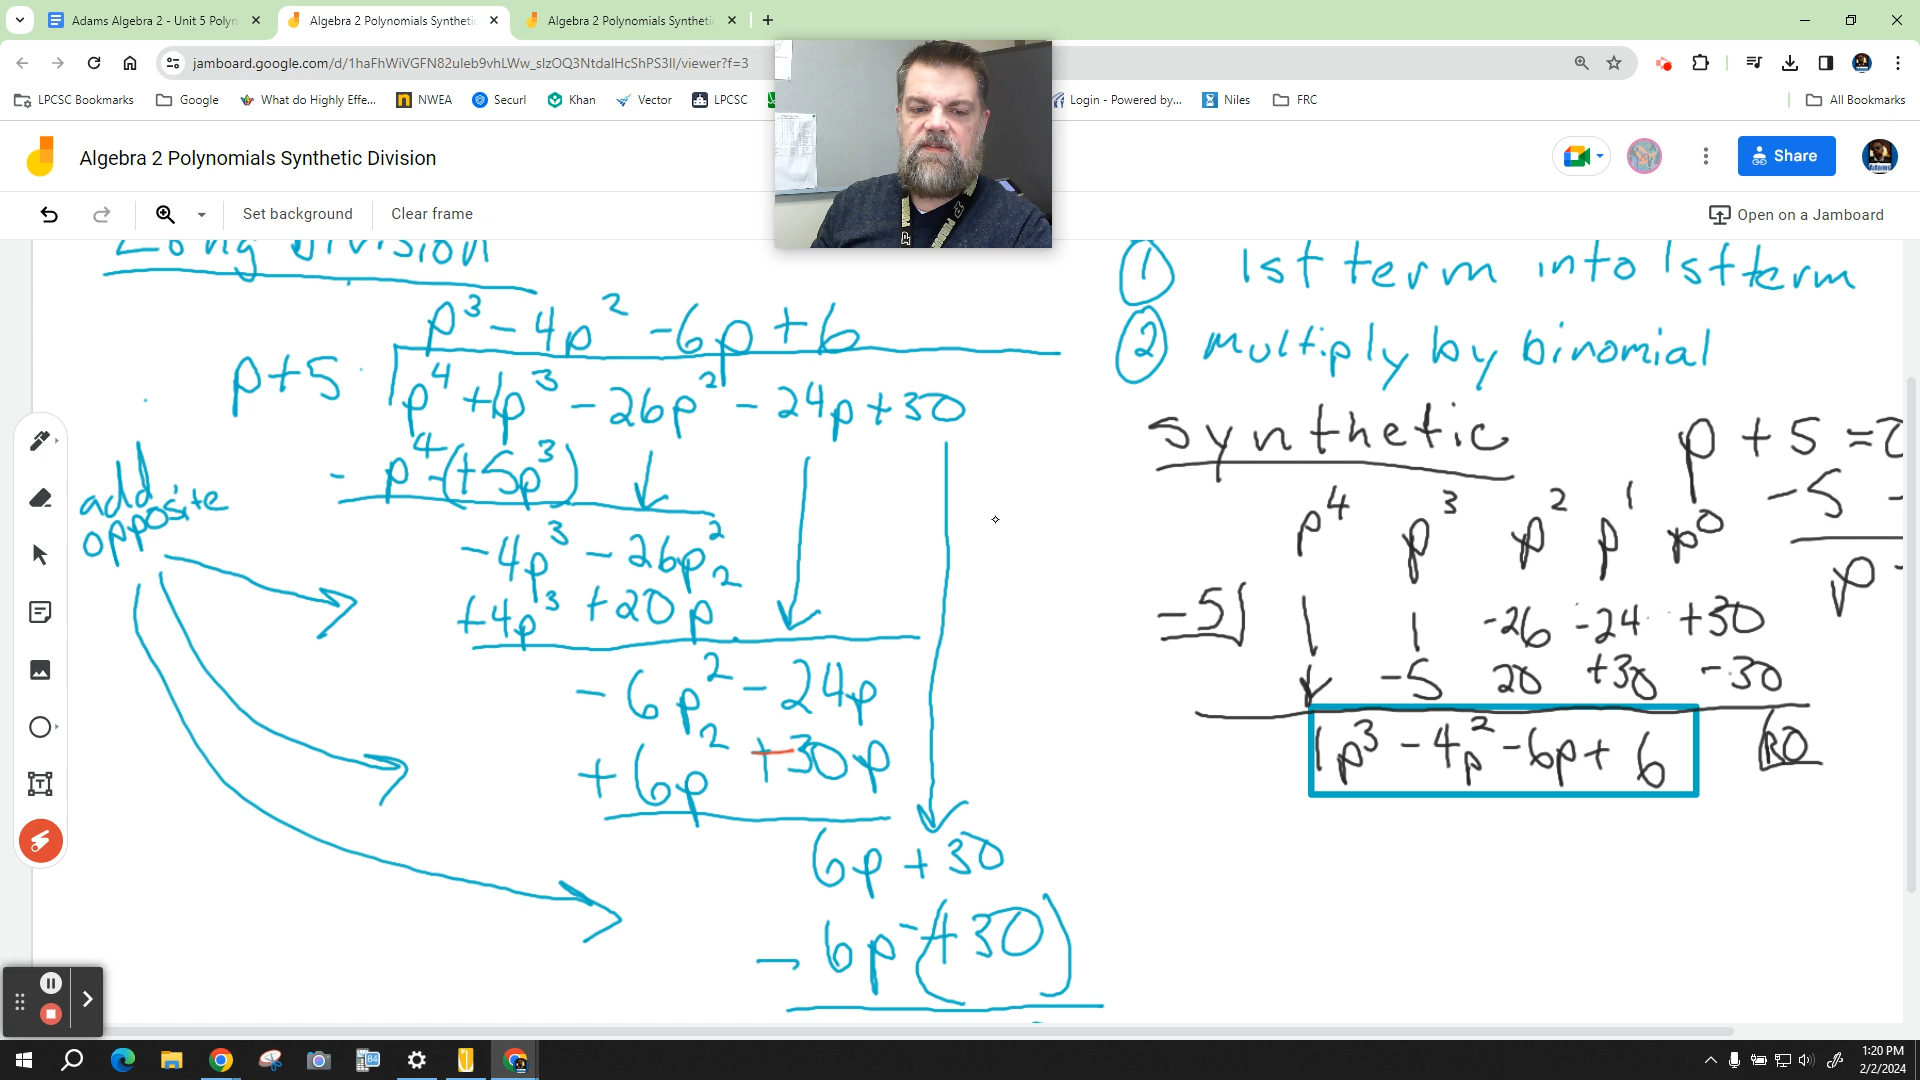 Adams Algebra 2 - Unit 5 Polyn
Algebra 2 Polynomials Synthetic
Algebra 2 Polynomials Syntheti
jamboard.google.com/d/1haFhWiVGFN82uleb9vhLWw_slzOQ3NtdalHcShPS3lI/viewer?f=3
LPCSC Bookmarks
Google
What do Highly Effe...
NWEA
Securl
Khan
Vector
LPCSC
Login - Powered by...
Niles
FRC
All Bookmarks
Algebra 2 Polynomials Synthetic Division
Share
Set background
Clear frame
Open on a Jamboard
Long Division
p³ - 4p² - 6p + 6
p + 5
p⁴ + 1p³ - 26p² - 24p + 30
- p⁴ -(+5p³)
add
opposite
-4p³ - 26p²
+4p³ + 20p²
- 6p² - 24p
+ 6p² + 30p
6p + 30
- 6p -(+30)
① 1st term into 1st term
② multiply by binomial
synthetic
p + 5 =
-5 -
p⁴ p³ p² p¹ p⁰
p
-5 1 1 -26 -24 +30
-5 20 +30 -30
1p³ - 4p² - 6p + 6
1:20 PM
2/2/2024